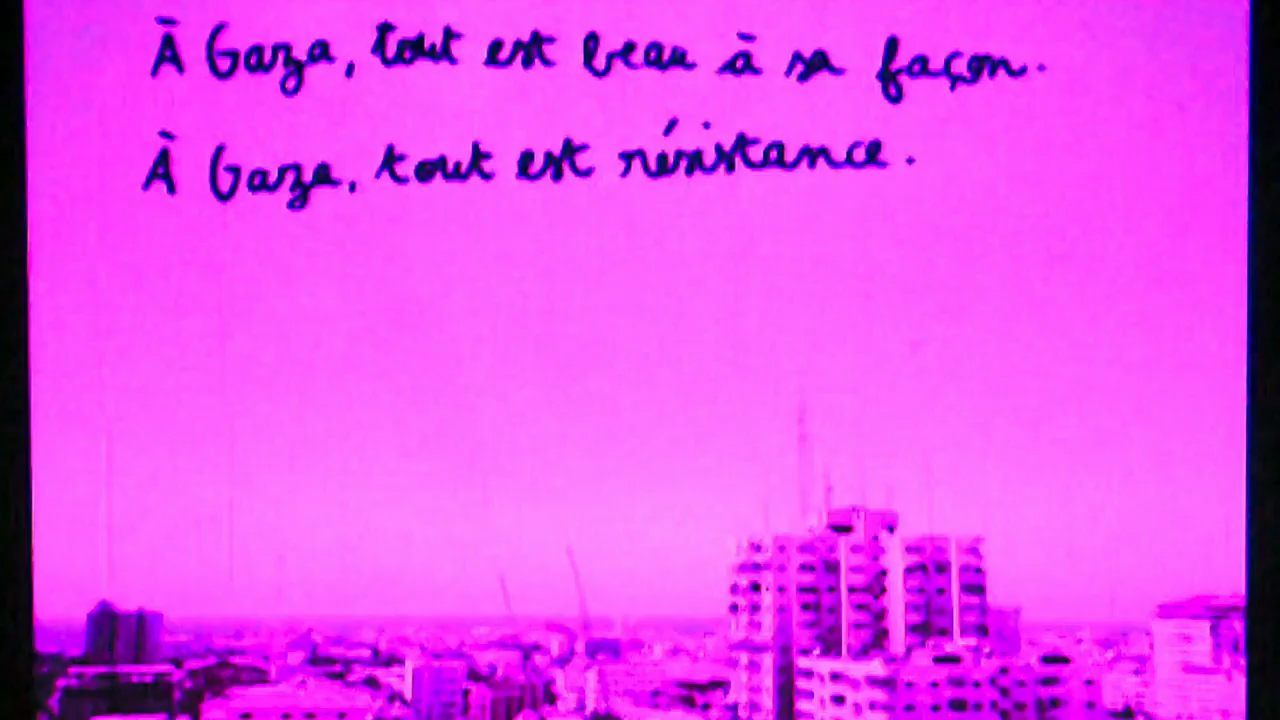 À Gaza, tout est beau à sa façon.
À Gaza, tout est résistance.